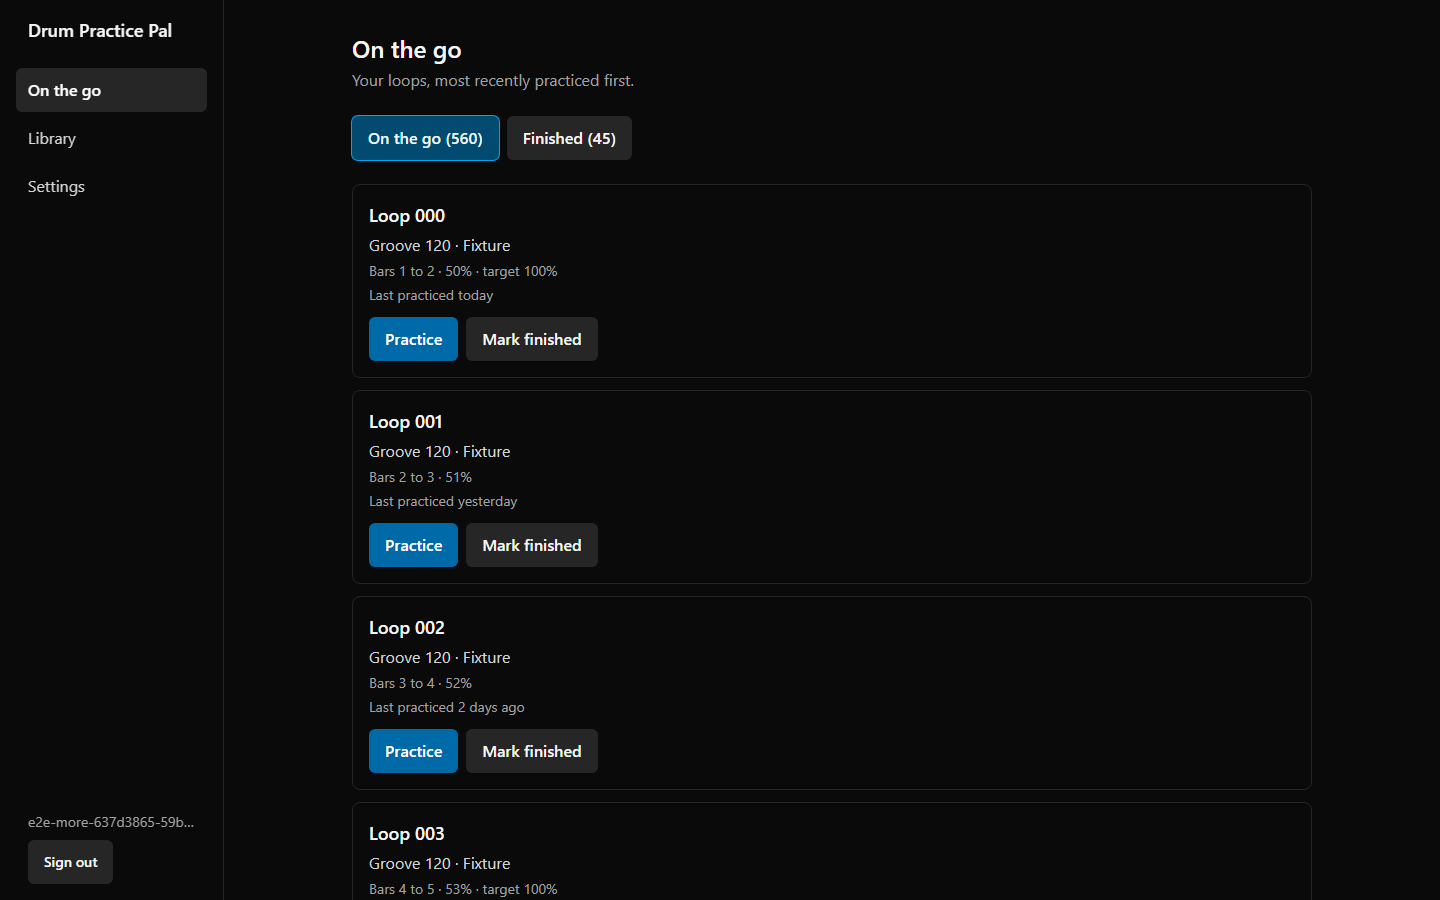 Drum Practice Pal
On the go
Library
Settings
e2e-more-637d3865-59b...
Sign out
On the go
Your loops, most recently practiced first.
On the go (560)
Finished (45)
Loop 000
Groove 120 · Fixture
Bars 1 to 2 · 50% · target 100%
Last practiced today
Practice
Mark finished
Loop 001
Groove 120 · Fixture
Bars 2 to 3 · 51%
Last practiced yesterday
Practice
Mark finished
Loop 002
Groove 120 · Fixture
Bars 3 to 4 · 52%
Last practiced 2 days ago
Practice
Mark finished
Loop 003
Groove 120 · Fixture
Bars 4 to 5 · 53% · target 100%